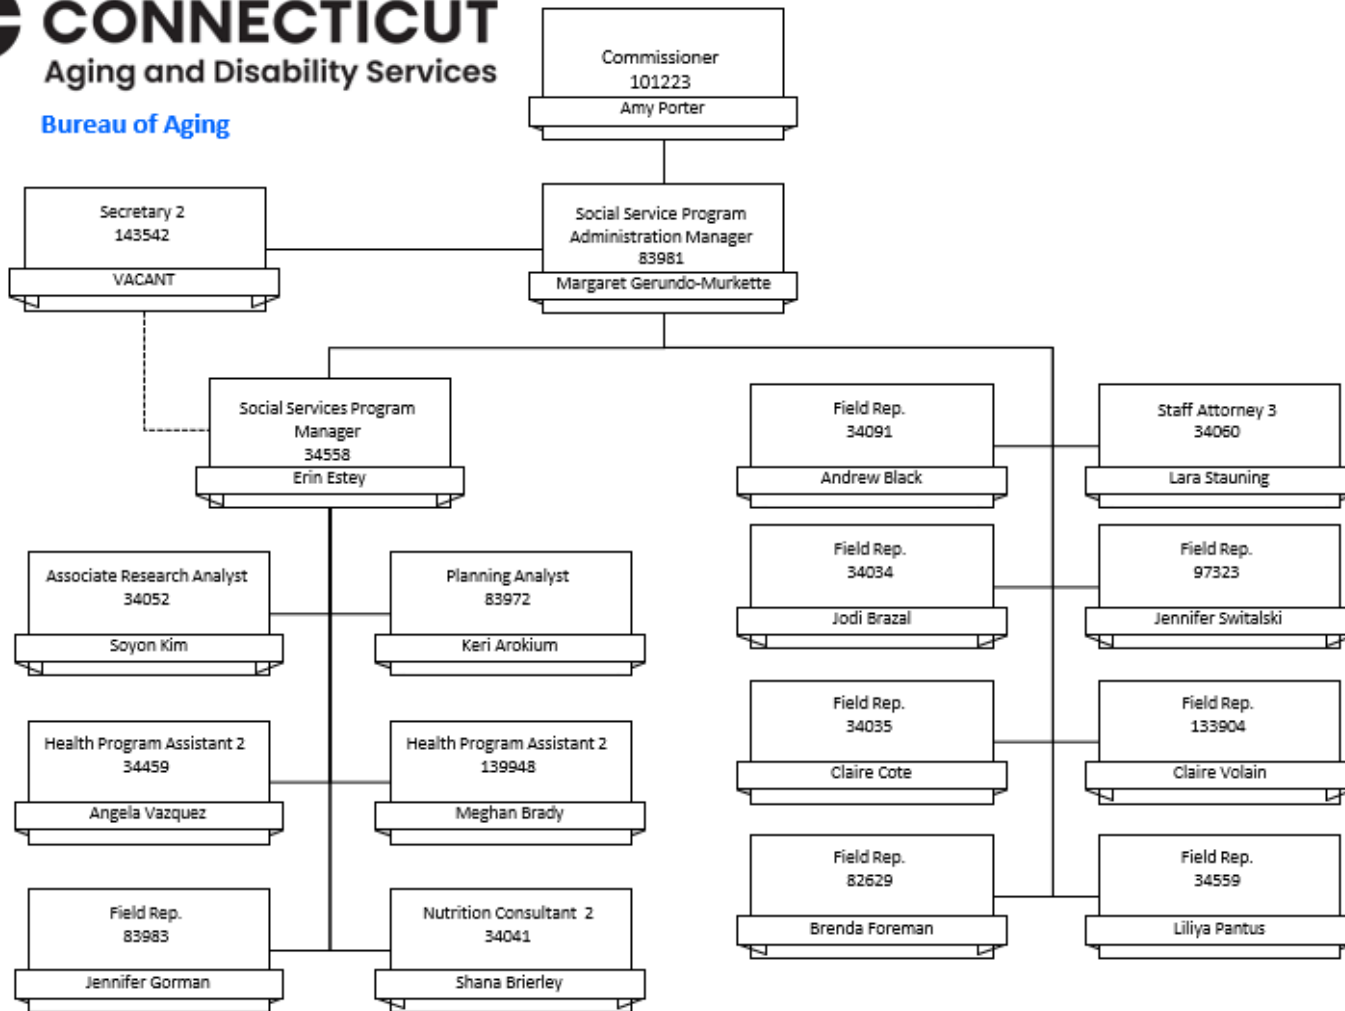 CONNECTICUT
Aging and Disability Services
Bureau of Aging
Commissioner
101223
Amy Porter
Secretary 2
143542
VACANT
Social Service Program
Administration Manager
83981
Margaret Gerundo-Murkette
Social Services Program
Manager
34558
Erin Estey
Associate Research Analyst
34052
Soyon Kim
Planning Analyst
83972
Keri Arokium
Health Program Assistant 2
34459
Angela Vazquez
Health Program Assistant 2
139948
Meghan Brady
Field Rep.
83983
Jennifer Gorman
Nutrition Consultant 2
34041
Shana Brierley
Field Rep.
34091
Andrew Black
Staff Attorney 3
34060
Lara Stauning
Field Rep.
34034
Jodi Brazal
Field Rep.
97323
Jennifer Switalski
Field Rep.
34035
Claire Cote
Field Rep.
133904
Claire Volain
Field Rep.
82629
Brenda Foreman
Field Rep.
34559
Liliya Pantus